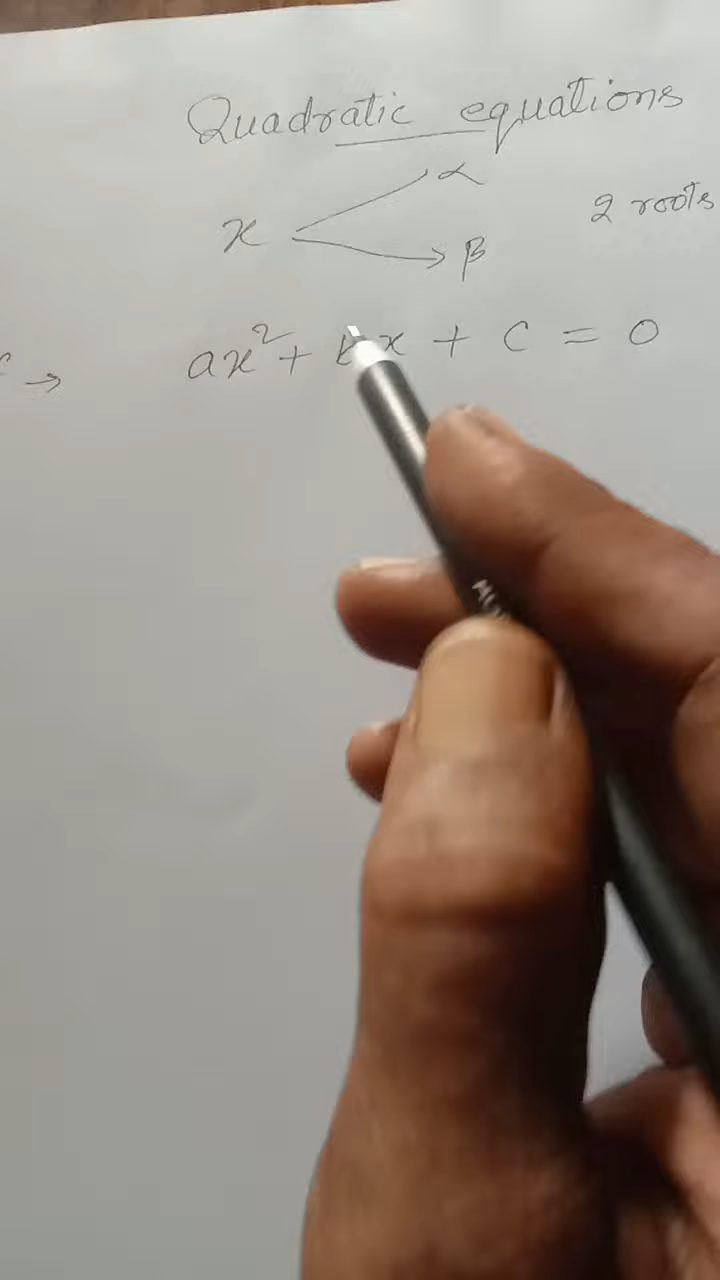 Quadratic equations
α
x
2 roots
β
→ ax² + bx + c = 0